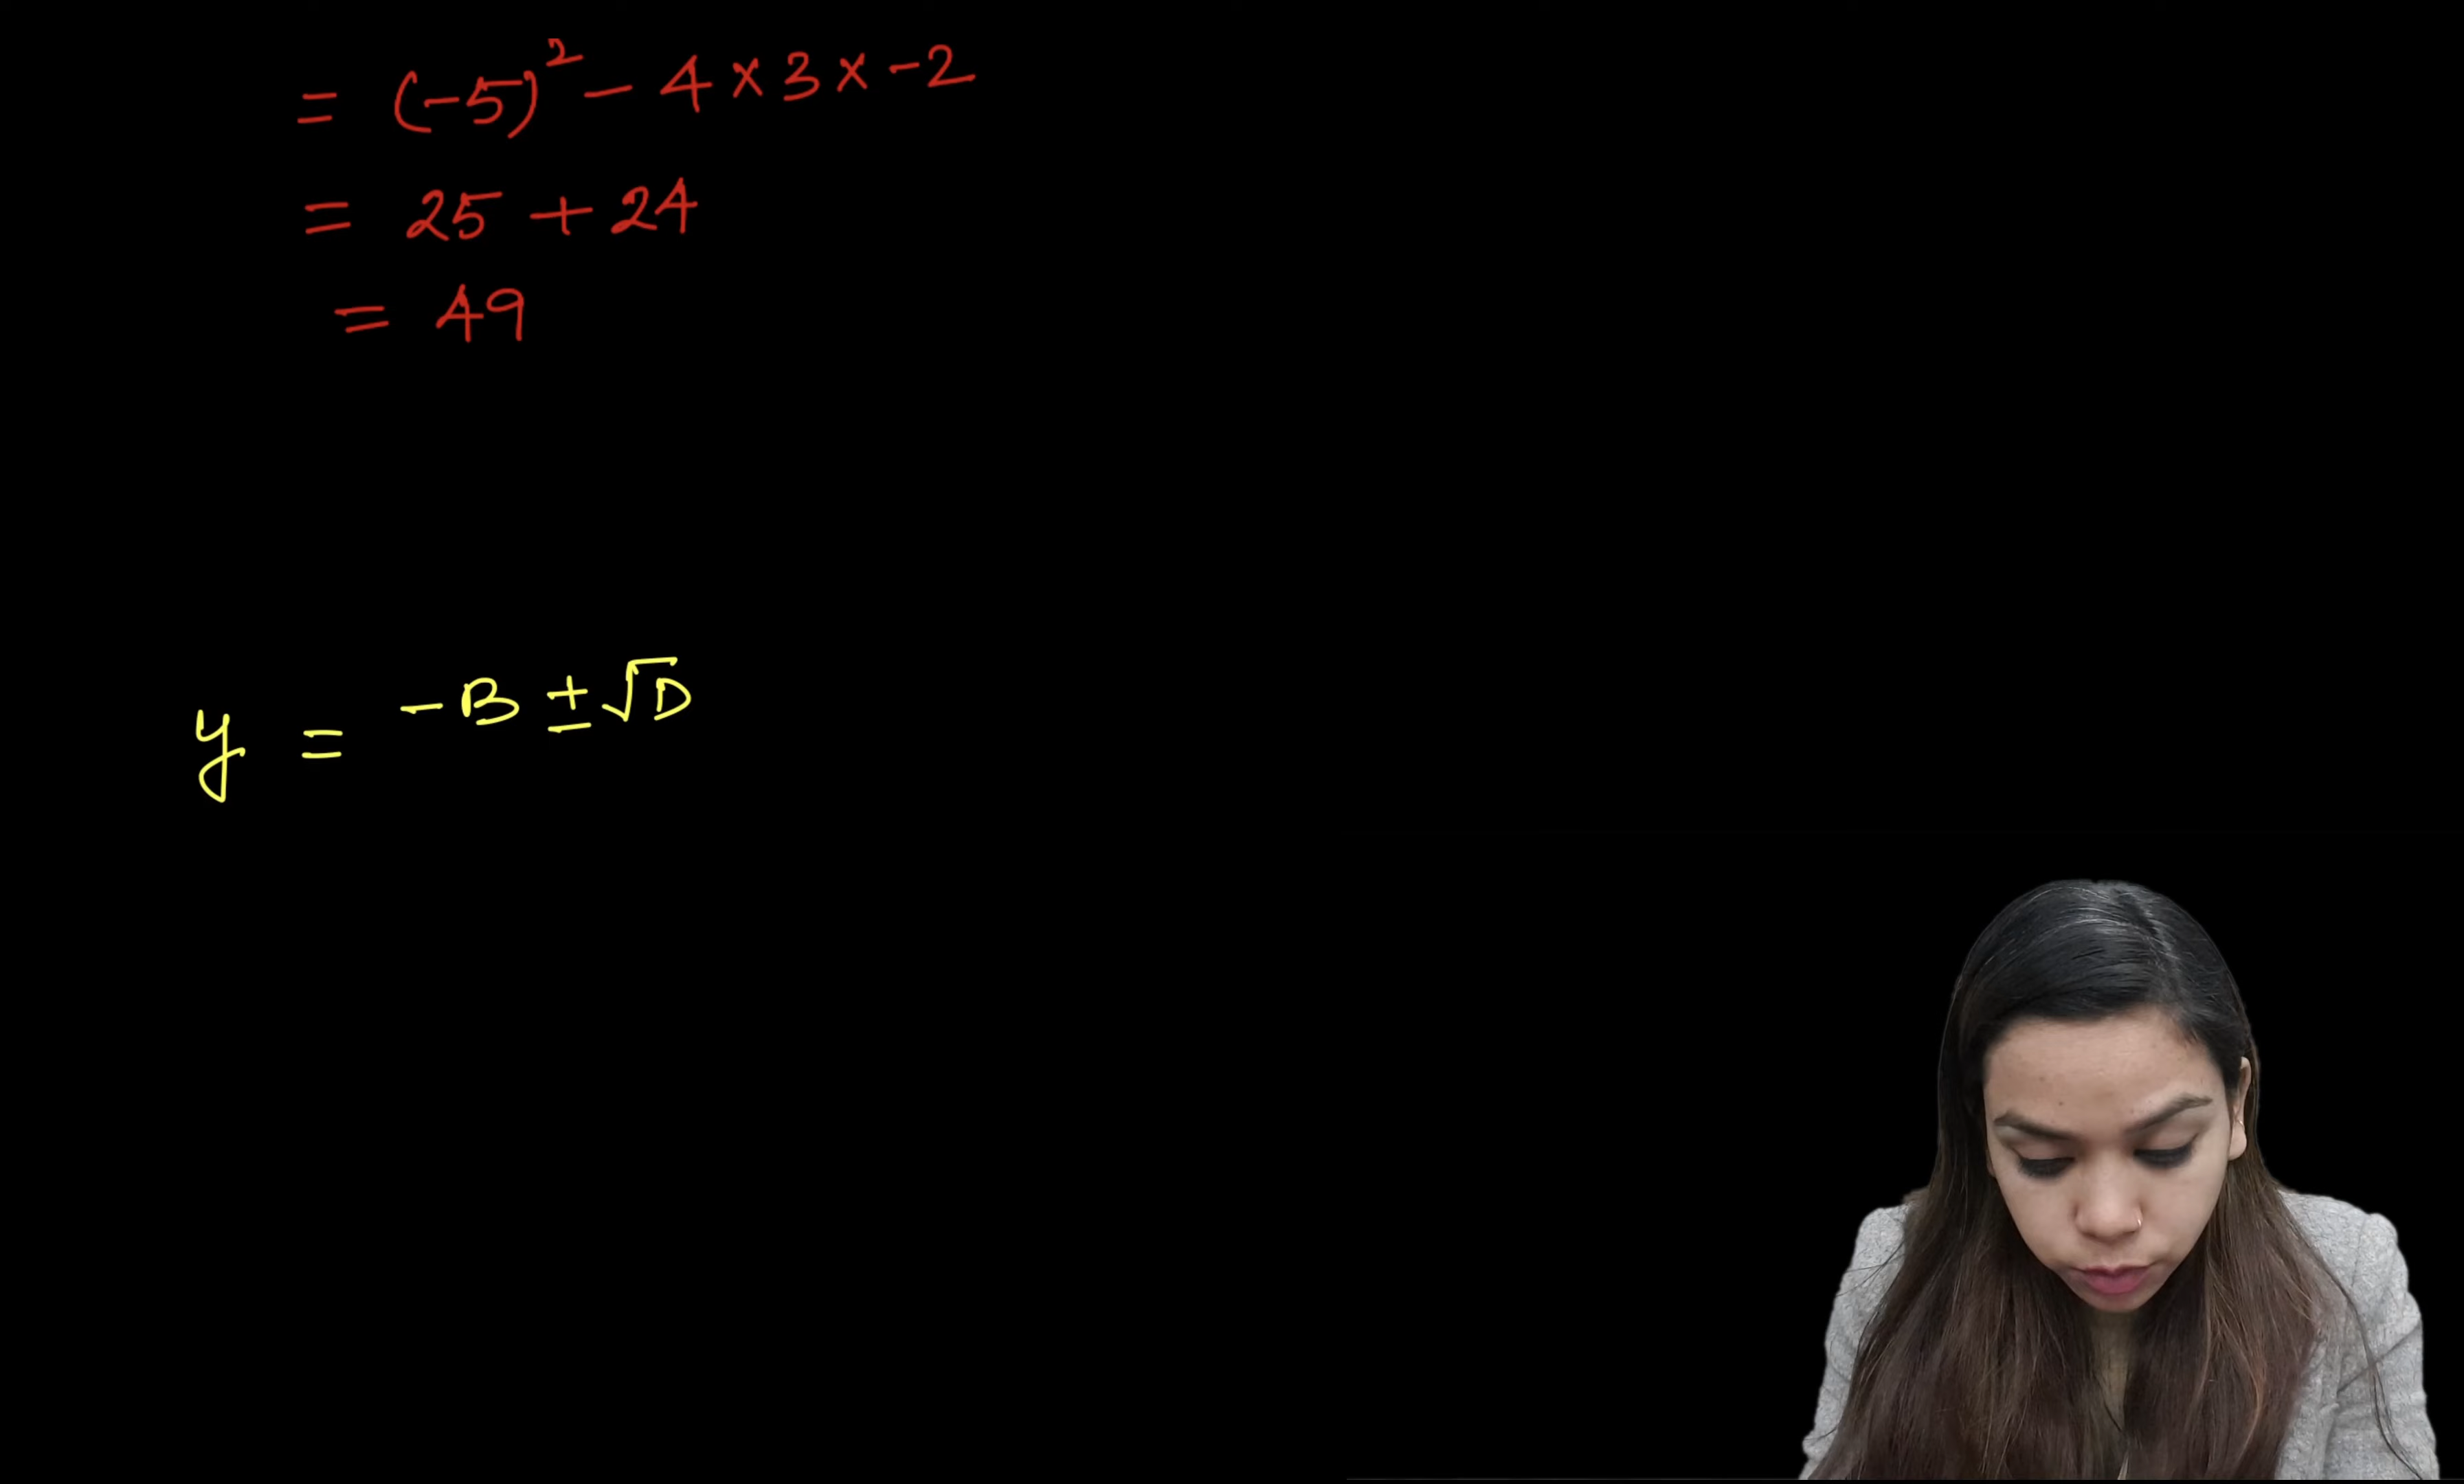 = (-5)² - 4 × 3 × -2
= 25 + 24
= 49
y = -B ± √D